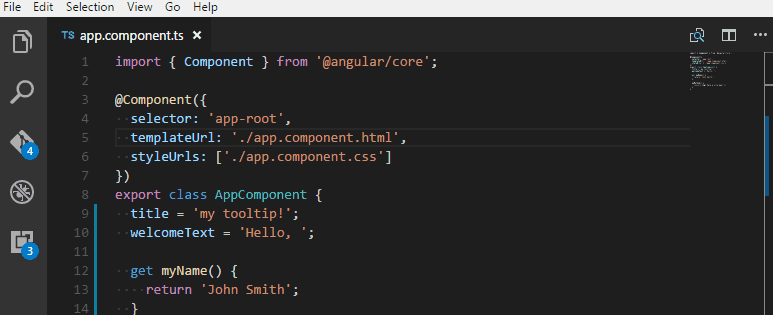 File Edit Selection View Go Help
TS app.component.ts ×
1 import { Component } from '@angular/core';
2
3 @Component({
4   selector: 'app-root',
5   templateUrl: './app.component.html',
6   styleUrls: ['./app.component.css']
7 })
8 export class AppComponent {
9   title = 'my tooltip!';
10   welcomeText = 'Hello, ';
11
12   get myName() {
13     return 'John Smith';
14   }
4
3